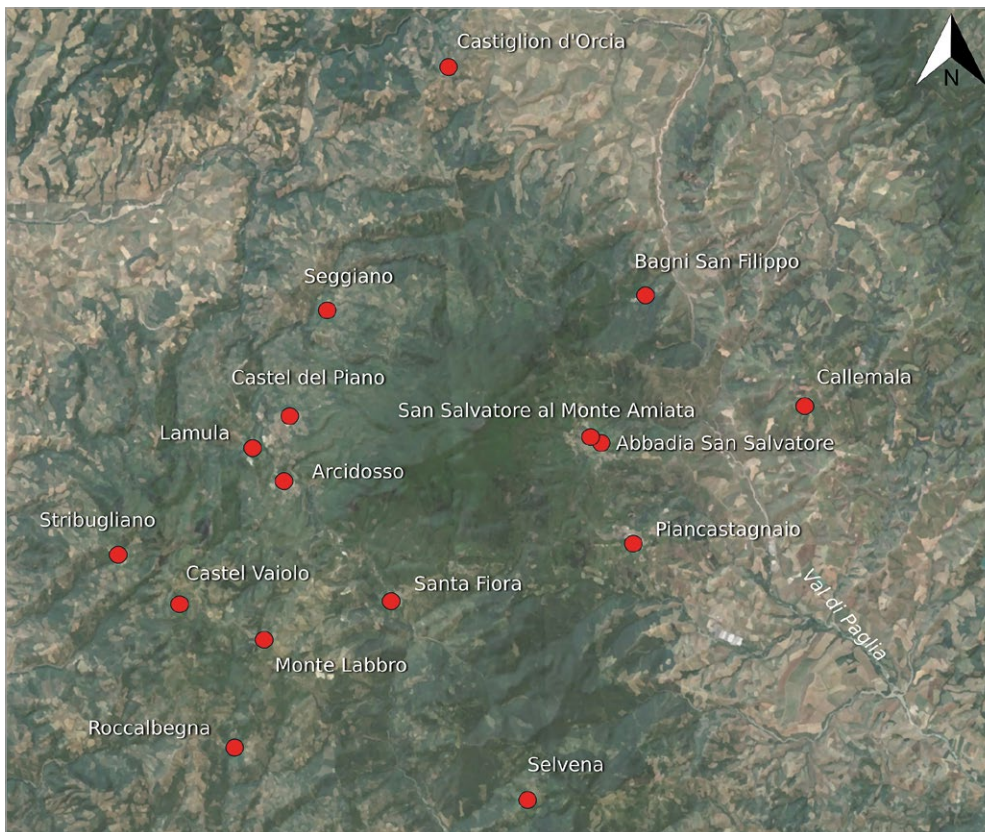 Castiglion d'Orcia
N
Bagni San Filippo
Seggiano
Castel del Piano
Callemala
San Salvatore al Monte Amiata
Lamula
Abbadia San Salvatore
Arcidosso
Stribugliano
Piancastagnaio
Castel Vaiolo
Santa Fiora
Val di Paglia
Monte Labbro
Roccalbegna
Selvena